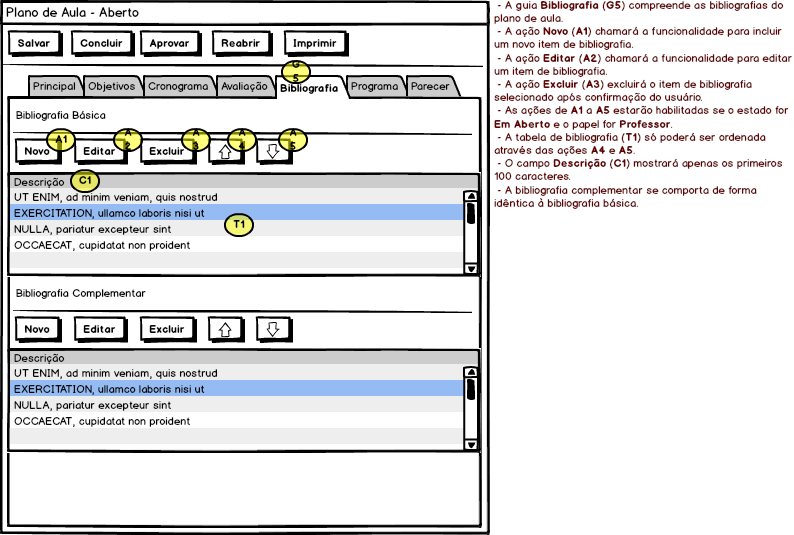 Plano de Aula - Aberto
Salvar Concluir Aprovar Reabrir Imprimir
G5
Principal Objetivos Cronograma Avaliação Bibliografia Programa Parecer
Bibliografia Básica
A1 A2 A3 A4 A5
Novo Editar Excluir
Descrição C1
UT ENIM, ad minim veniam, quis nostrud
EXERCITATION, ullamco laboris nisi ut
T1
NULLA, pariatur excepteur sint
OCCAECAT, cupidatat non proident
Bibliografia Complementar
Novo Editar Excluir
Descrição
UT ENIM, ad minim veniam, quis nostrud
EXERCITATION, ullamco laboris nisi ut
NULLA, pariatur excepteur sint
OCCAECAT, cupidatat non proident
- A guia Bibliografia (G5) compreende as bibliografias do
plano de aula.
- A ação Novo (A1) chamará a funcionalidade para incluir
um novo item de bibliografia.
- A ação Editar (A2) chamará a funcionalidade para editar
um item de bibliografia.
- A ação Excluir (A3) excluirá o item de bibliografia
selecionado após confirmação do usuário.
- As ações de A1 a A5 estarão habilitadas se o estado for
Em Aberto e o papel for Professor.
- A tabela de bibliografia (T1) só poderá ser ordenada
através das ações A4 e A5.
- O campo Descrição (C1) mostrará apenas os primeiros
100 caracteres.
- A bibliografia complementar se comporta de forma
idêntica à bibliografia básica.